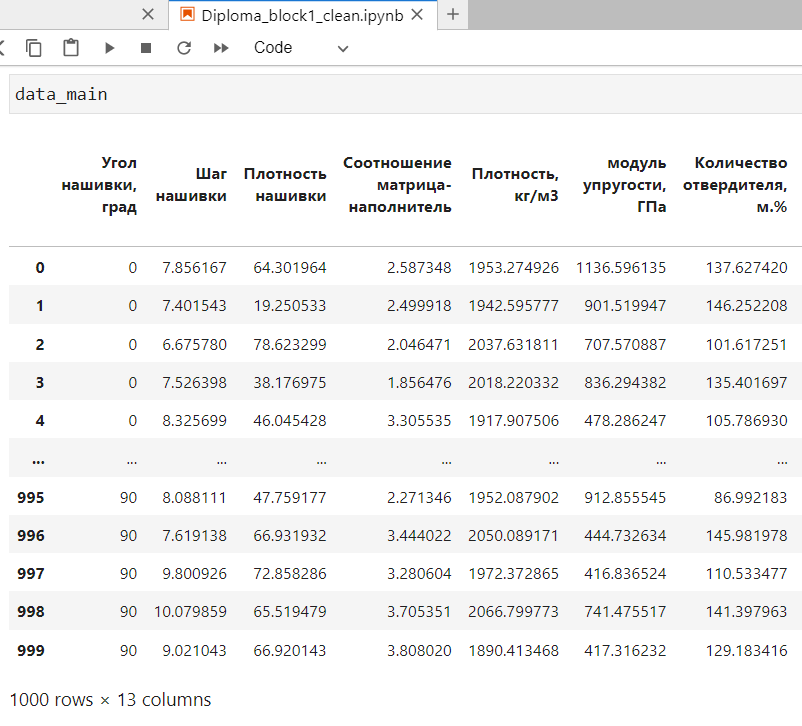 Diploma_block1_clean.ipynb
Code
data_main
Угол нашивки, град Шаг нашивки Плотность нашивки Соотношение матрица-наполнитель Плотность, кг/м3 модуль упругости, ГПа Количество отвердителя, м.%
0 0 7.856167 64.301964 2.587348 1953.274926 1136.596135 137.627420
1 0 7.401543 19.250533 2.499918 1942.595777 901.519947 146.252208
2 0 6.675780 78.623299 2.046471 2037.631811 707.570887 101.617251
3 0 7.526398 38.176975 1.856476 2018.220332 836.294382 135.401697
4 0 8.325699 46.045428 3.305535 1917.907506 478.286247 105.786930
... ... ... ... ... ... ... ...
995 90 8.088111 47.759177 2.271346 1952.087902 912.855545 86.992183
996 90 7.619138 66.931932 3.444022 2050.089171 444.732634 145.981978
997 90 9.800926 72.858286 3.280604 1972.372865 416.836524 110.533477
998 90 10.079859 65.519479 3.705351 2066.799773 741.475517 141.397963
999 90 9.021043 66.920143 3.808020 1890.413468 417.316232 129.183416
1000 rows × 13 columns